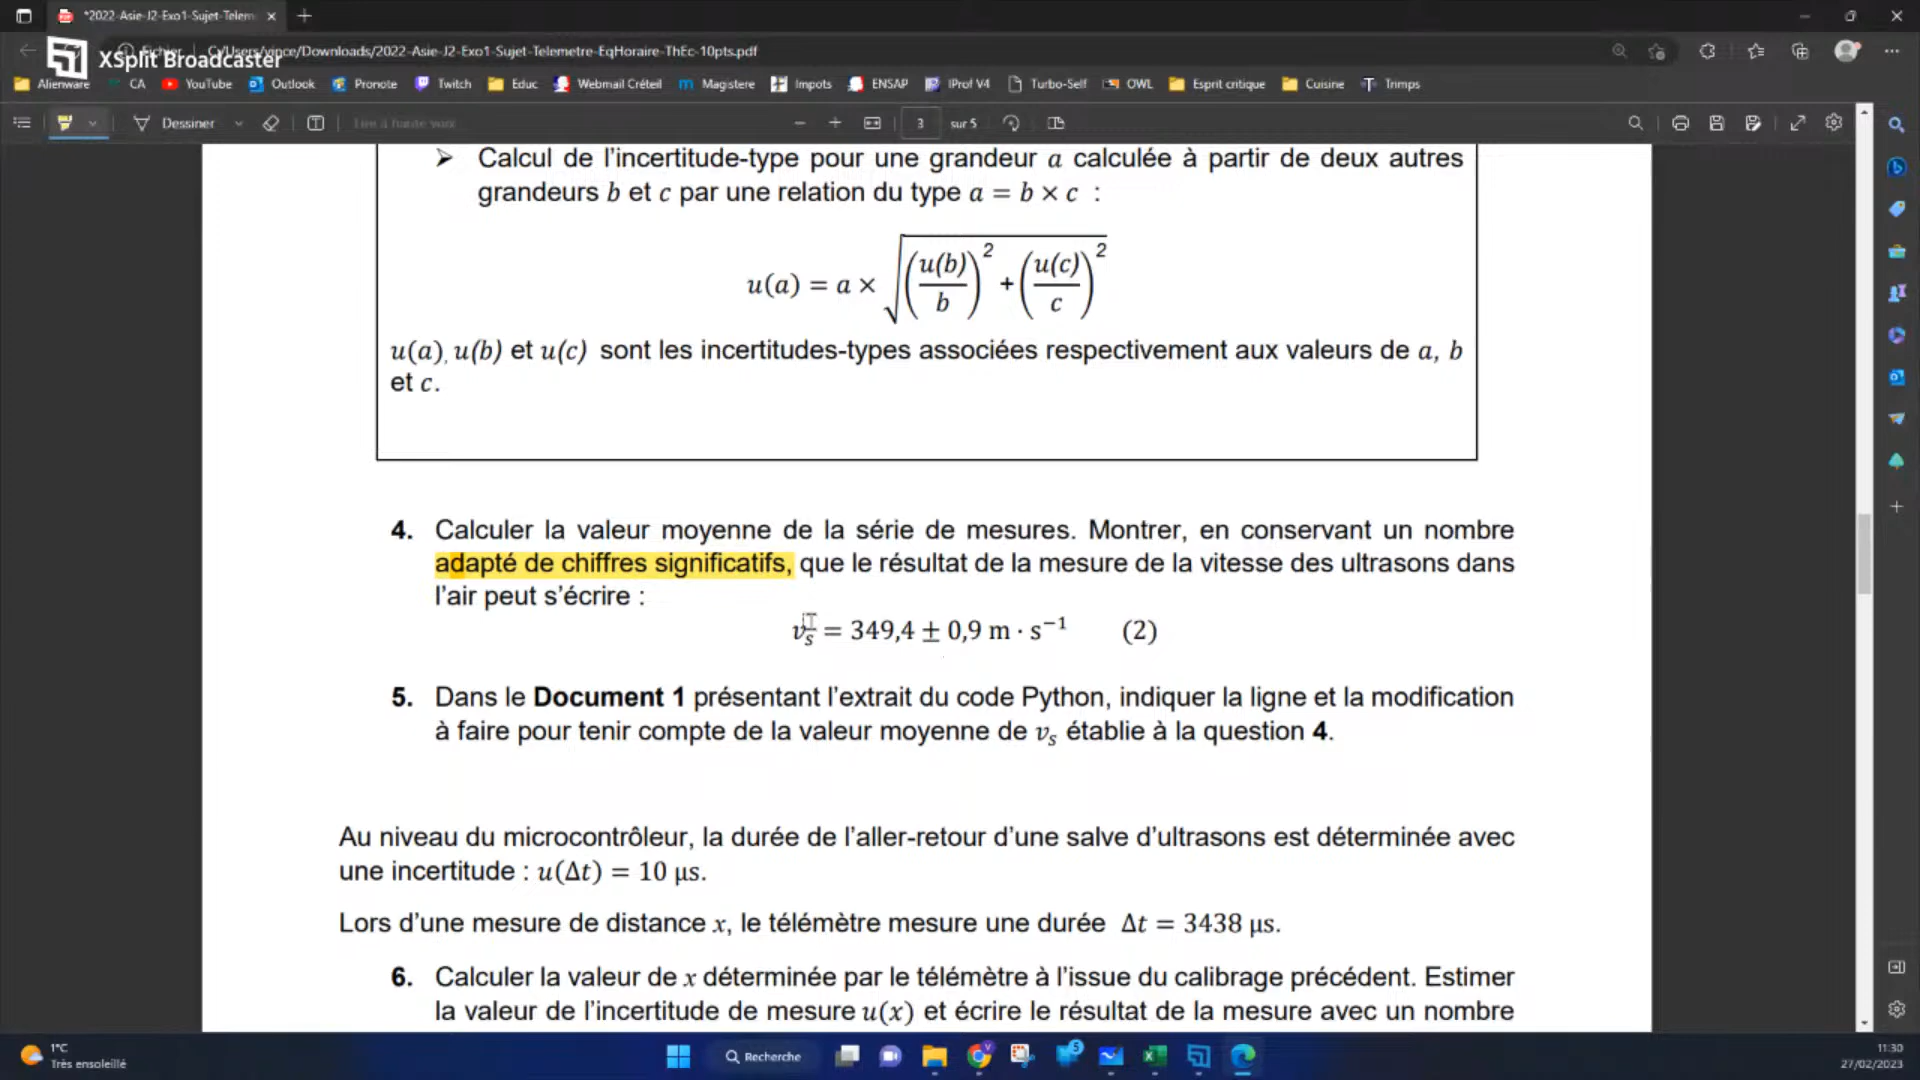 *2022-Asie-J2-Exo1-Sujet-Telem
XSplit Broadcaster
Fichier
C:/Users/vince/Downloads/2022-Asie-J2-Exo1-Sujet-Telemetre-EqHoraire-ThEc-10pts.pdf
Alienware CA YouTube Outlook Pronote Twitch Educ Webmail Créteil Magistere Impots ENSAP IProf V4 Turbo-Self OWL Esprit critique Cuisine Trimps
Dessiner Lire à haute voix 3 sur 5
➤ Calcul de l'incertitude-type pour une grandeur a calculée à partir de deux autres
grandeurs b et c par une relation du type a = b × c :
u(a) = a × √((u(b)/b)² + (u(c)/c)²)
u(a), u(b) et u(c) sont les incertitudes-types associées respectivement aux valeurs de a, b
et c.
4. Calculer la valeur moyenne de la série de mesures. Montrer, en conservant un nombre
adapté de chiffres significatifs, que le résultat de la mesure de la vitesse des ultrasons dans
l'air peut s'écrire :
vₛ = 349,4 ± 0,9 m · s⁻¹ (2)
5. Dans le Document 1 présentant l'extrait du code Python, indiquer la ligne et la modification
à faire pour tenir compte de la valeur moyenne de vₛ établie à la question 4.
Au niveau du microcontrôleur, la durée de l'aller-retour d'une salve d'ultrasons est déterminée avec
une incertitude : u(Δt) = 10 µs.
Lors d'une mesure de distance x, le télémètre mesure une durée Δt = 3438 µs.
6. Calculer la valeur de x déterminée par le télémètre à l'issue du calibrage précédent. Estimer
la valeur de l'incertitude de mesure u(x) et écrire le résultat de la mesure avec un nombre
1°C
Très ensoleillé
Recherche
5
11:30
27/02/2023